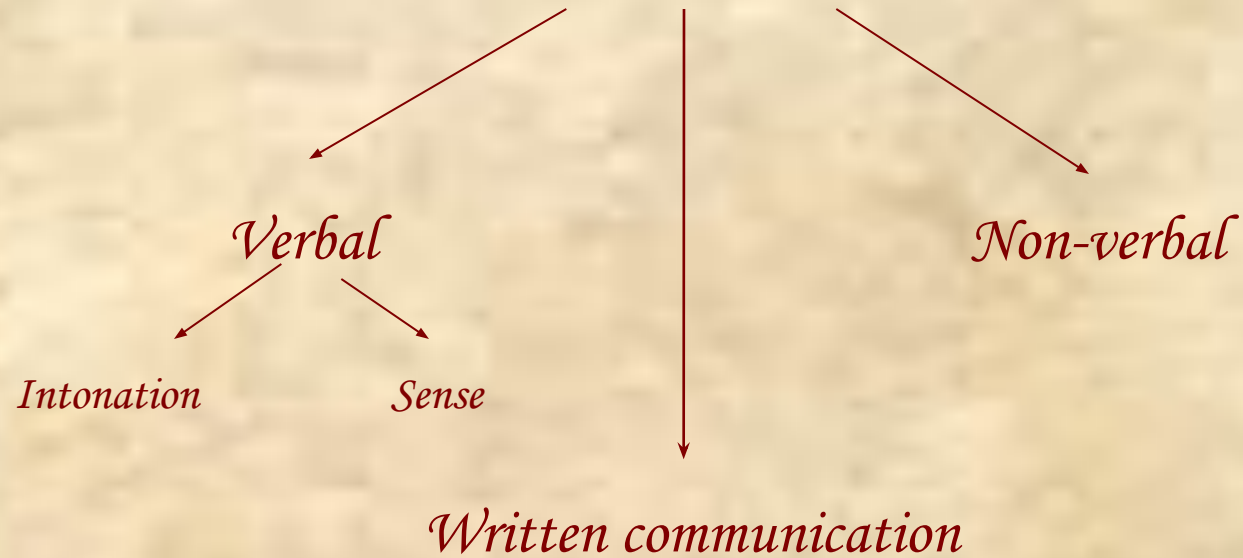 Verbal
Non-verbal
Intonation
Sense
Written communication